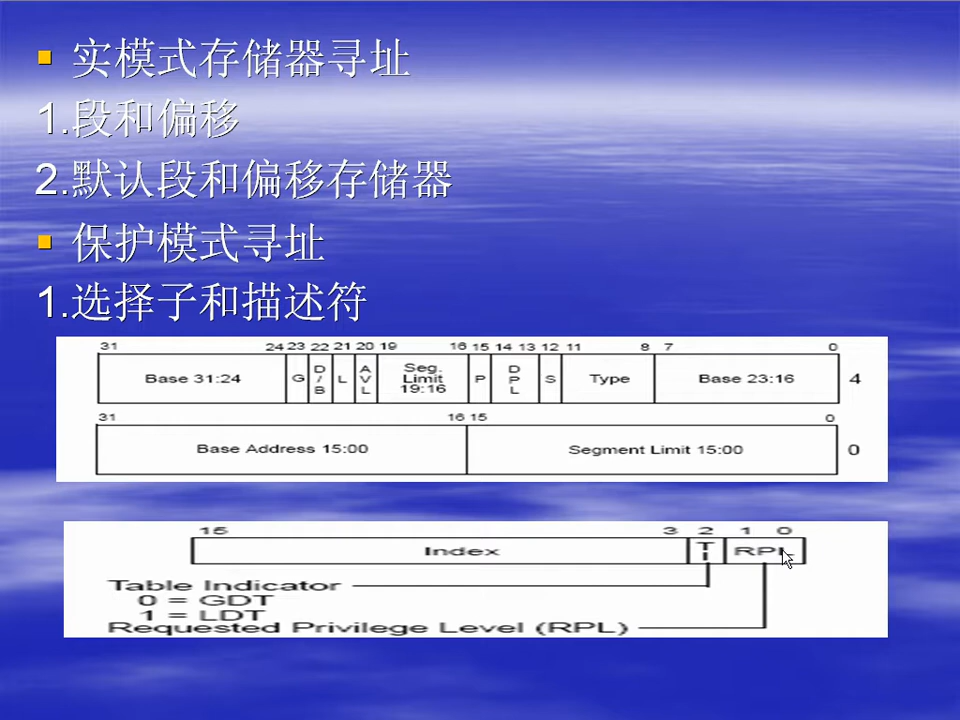 实模式存储器寻址
1.段和偏移
2.默认段和偏移存储器
保护模式寻址
1.选择子和描述符
31 24 23 22 21 20 19 16 15 14 13 12 11 8 7 0
Base 31:24 G D/B L AVL Seg. Limit 19:16 P DPL S Type Base 23:16 4
31 16 15 0
Base Address 15:00 Segment Limit 15:00 0
15 3 2 1 0
Index TI RPL
Table Indicator
0 = GDT
1 = LDT
Requested Privilege Level (RPL)